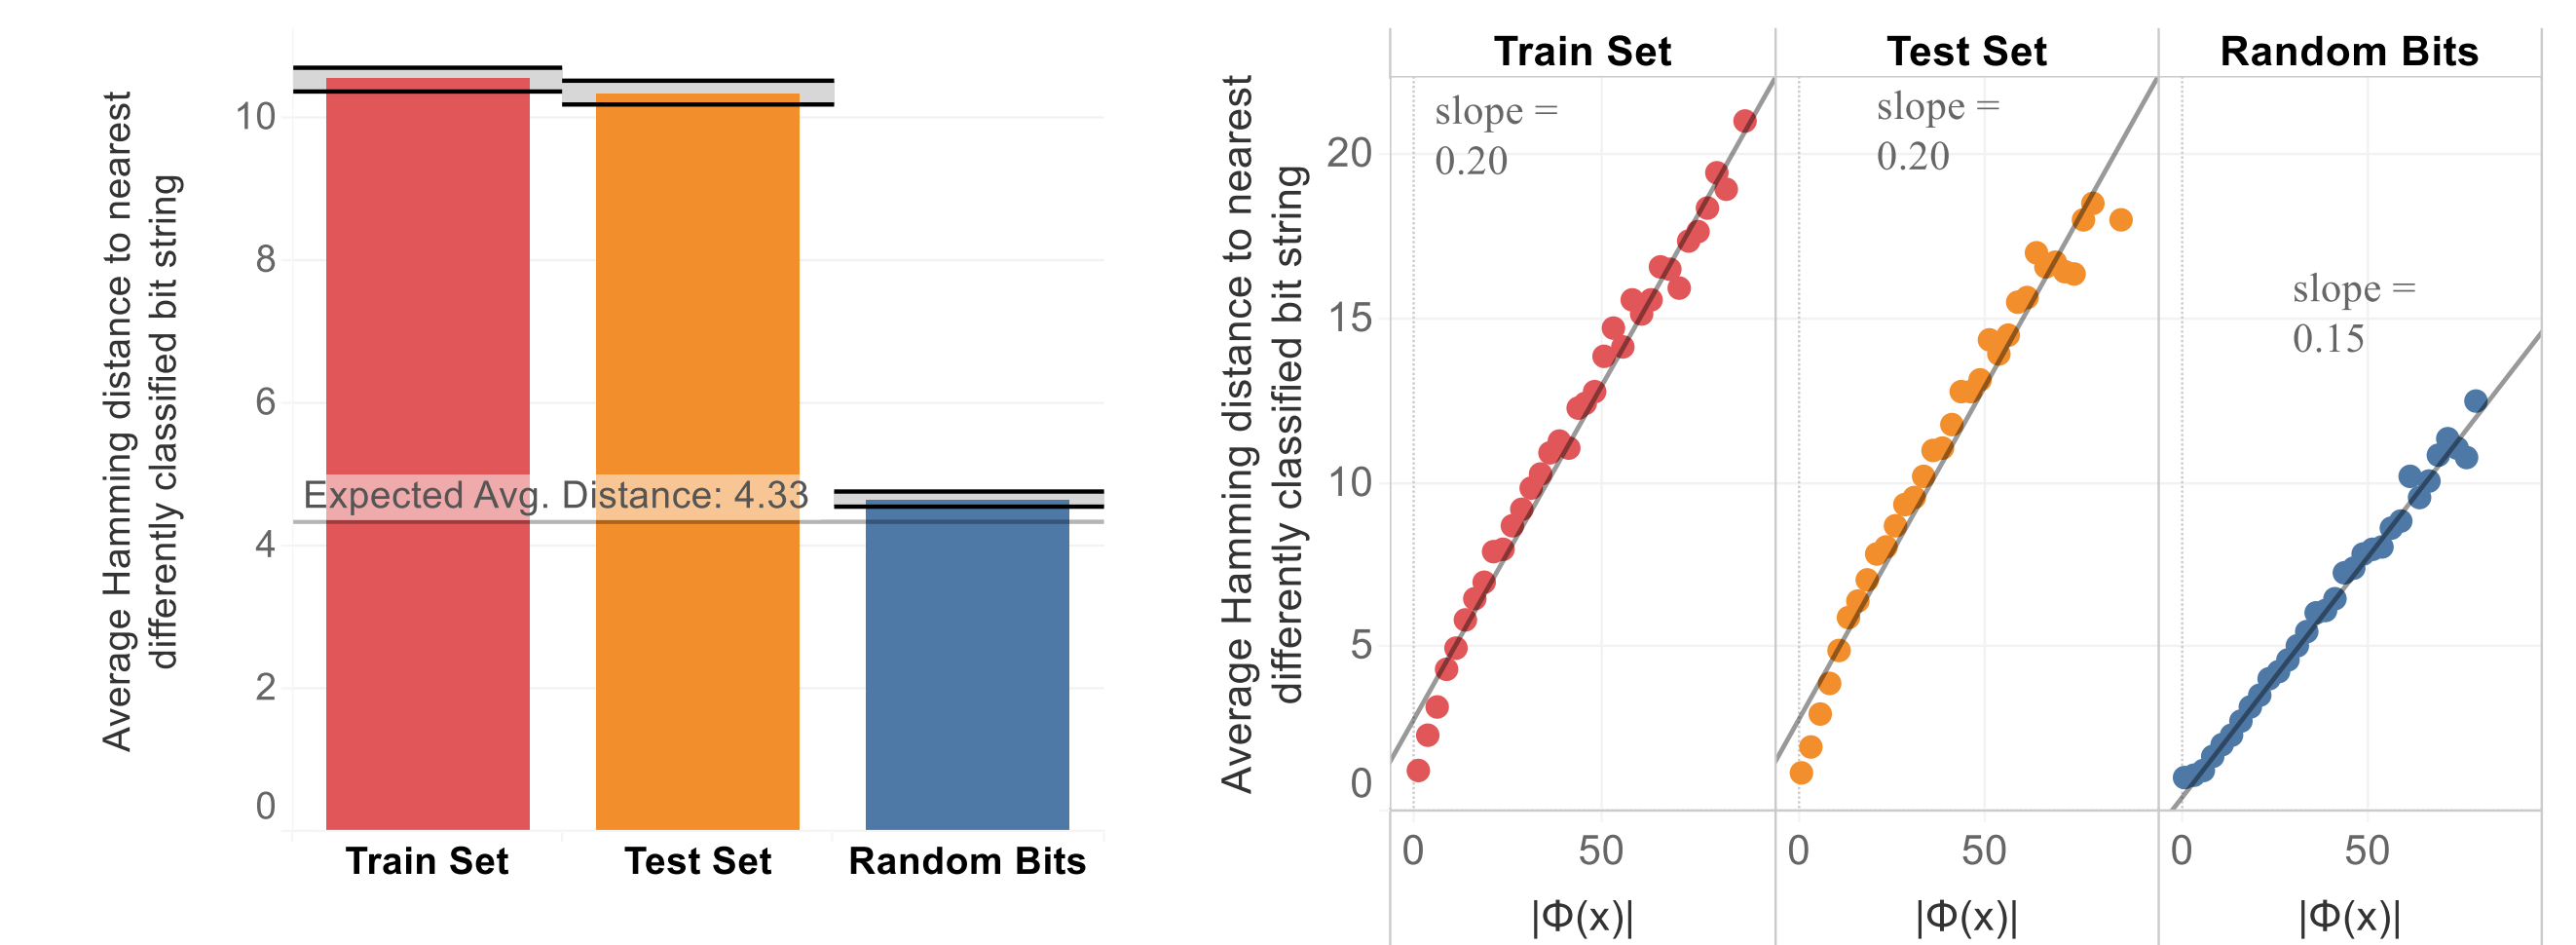 Average Hamming distance to nearest
differently classified bit string
10
8
6
4
2
0
Expected Avg. Distance: 4.33
Train Set
Test Set
Random Bits
Average Hamming distance to nearest
differently classified bit string
20
15
10
5
0
Train Set
Test Set
Random Bits
slope =
0.20
slope =
0.20
slope =
0.15
0
50
0
50
0
50
|Φ(x)|
|Φ(x)|
|Φ(x)|